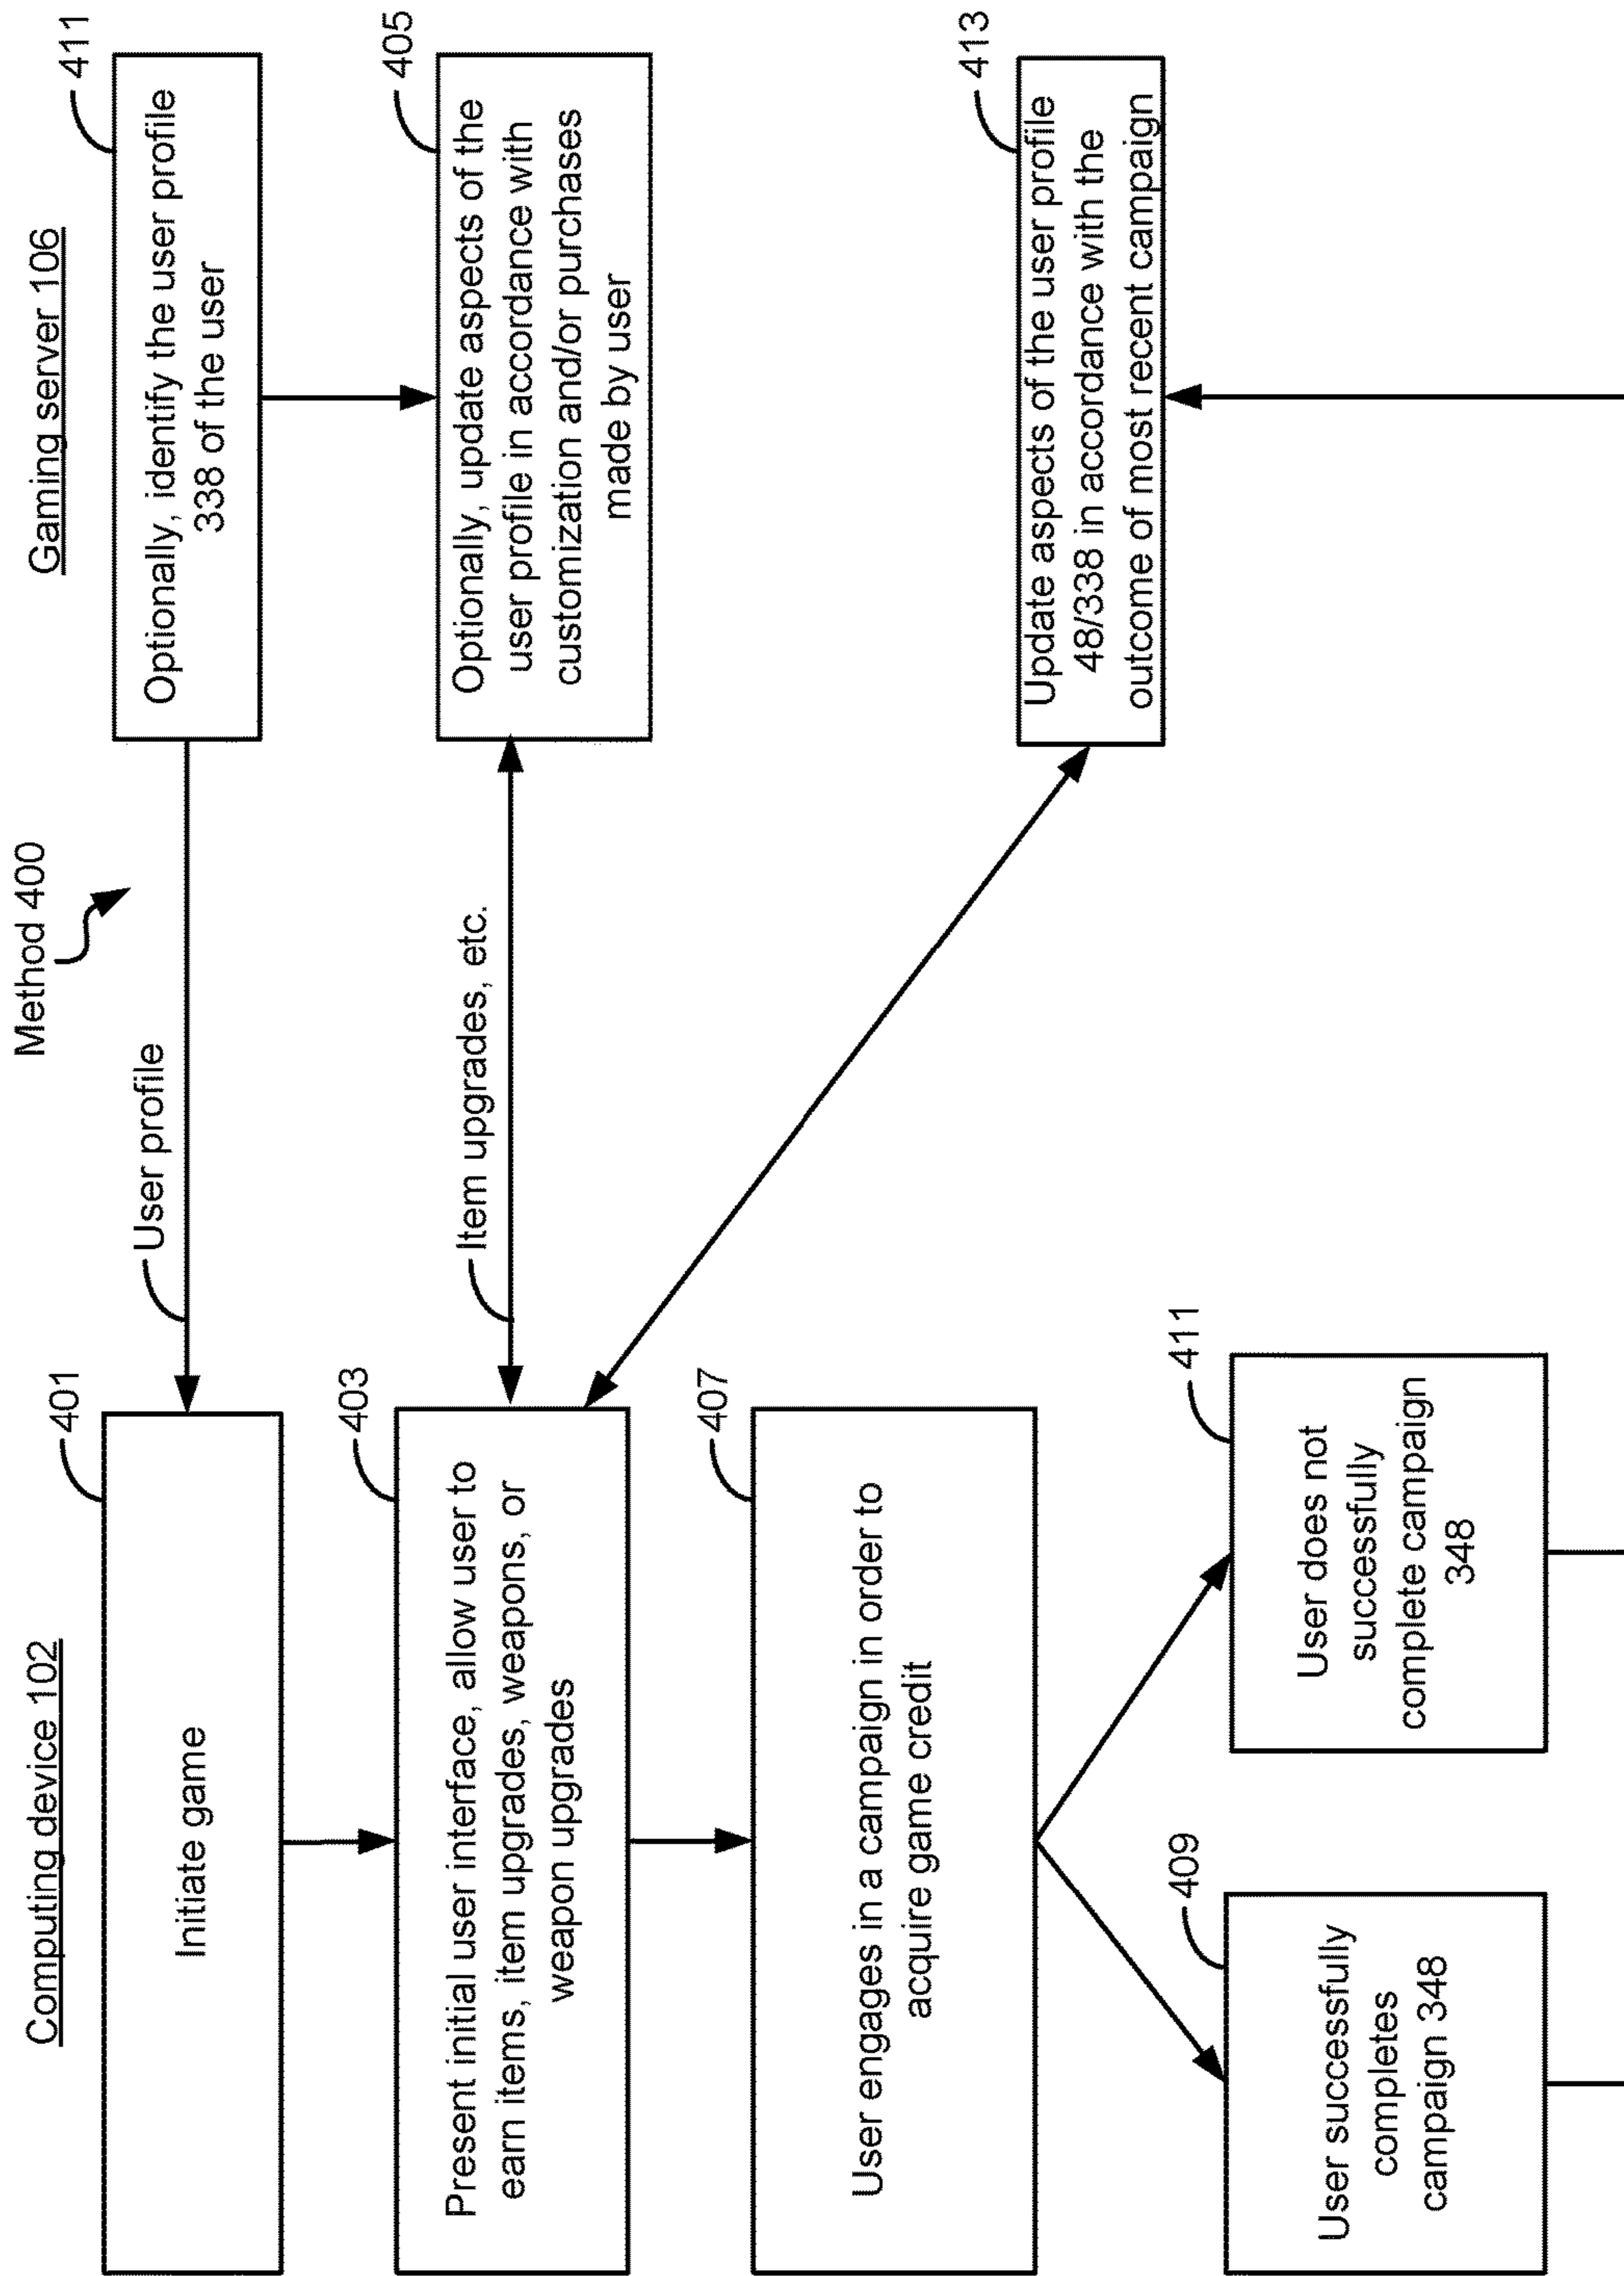 Method 400
Computing device 102
Gaming server 106
401
Initiate game
User profile
411
Optionally, identify the user profile
338 of the user
403
Present initial user interface, allow user to
earn items, item upgrades, weapons, or
weapon upgrades
Item upgrades, etc.
405
Optionally, update aspects of the
user profile in accordance with
customization and/or purchases
made by user
407
User engages in a campaign in order to
acquire game credit
413
Update aspects of the user profile
48/338 in accordance with the
outcome of most recent campaign
409
User successfully
completes
campaign 348
411
User does not
successfully
complete campaign
348